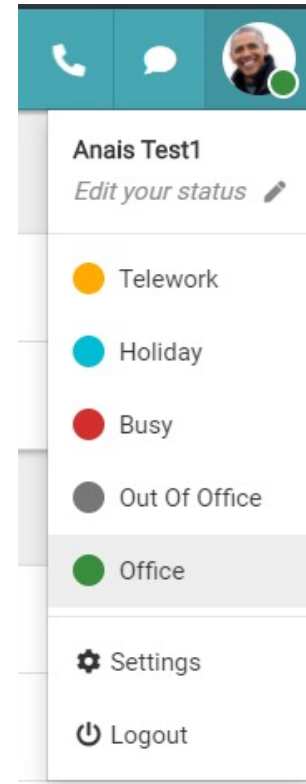 Anais Test1
Edit your status
Telework
Holiday
Busy
Out Of Office
Office
Settings
Logout